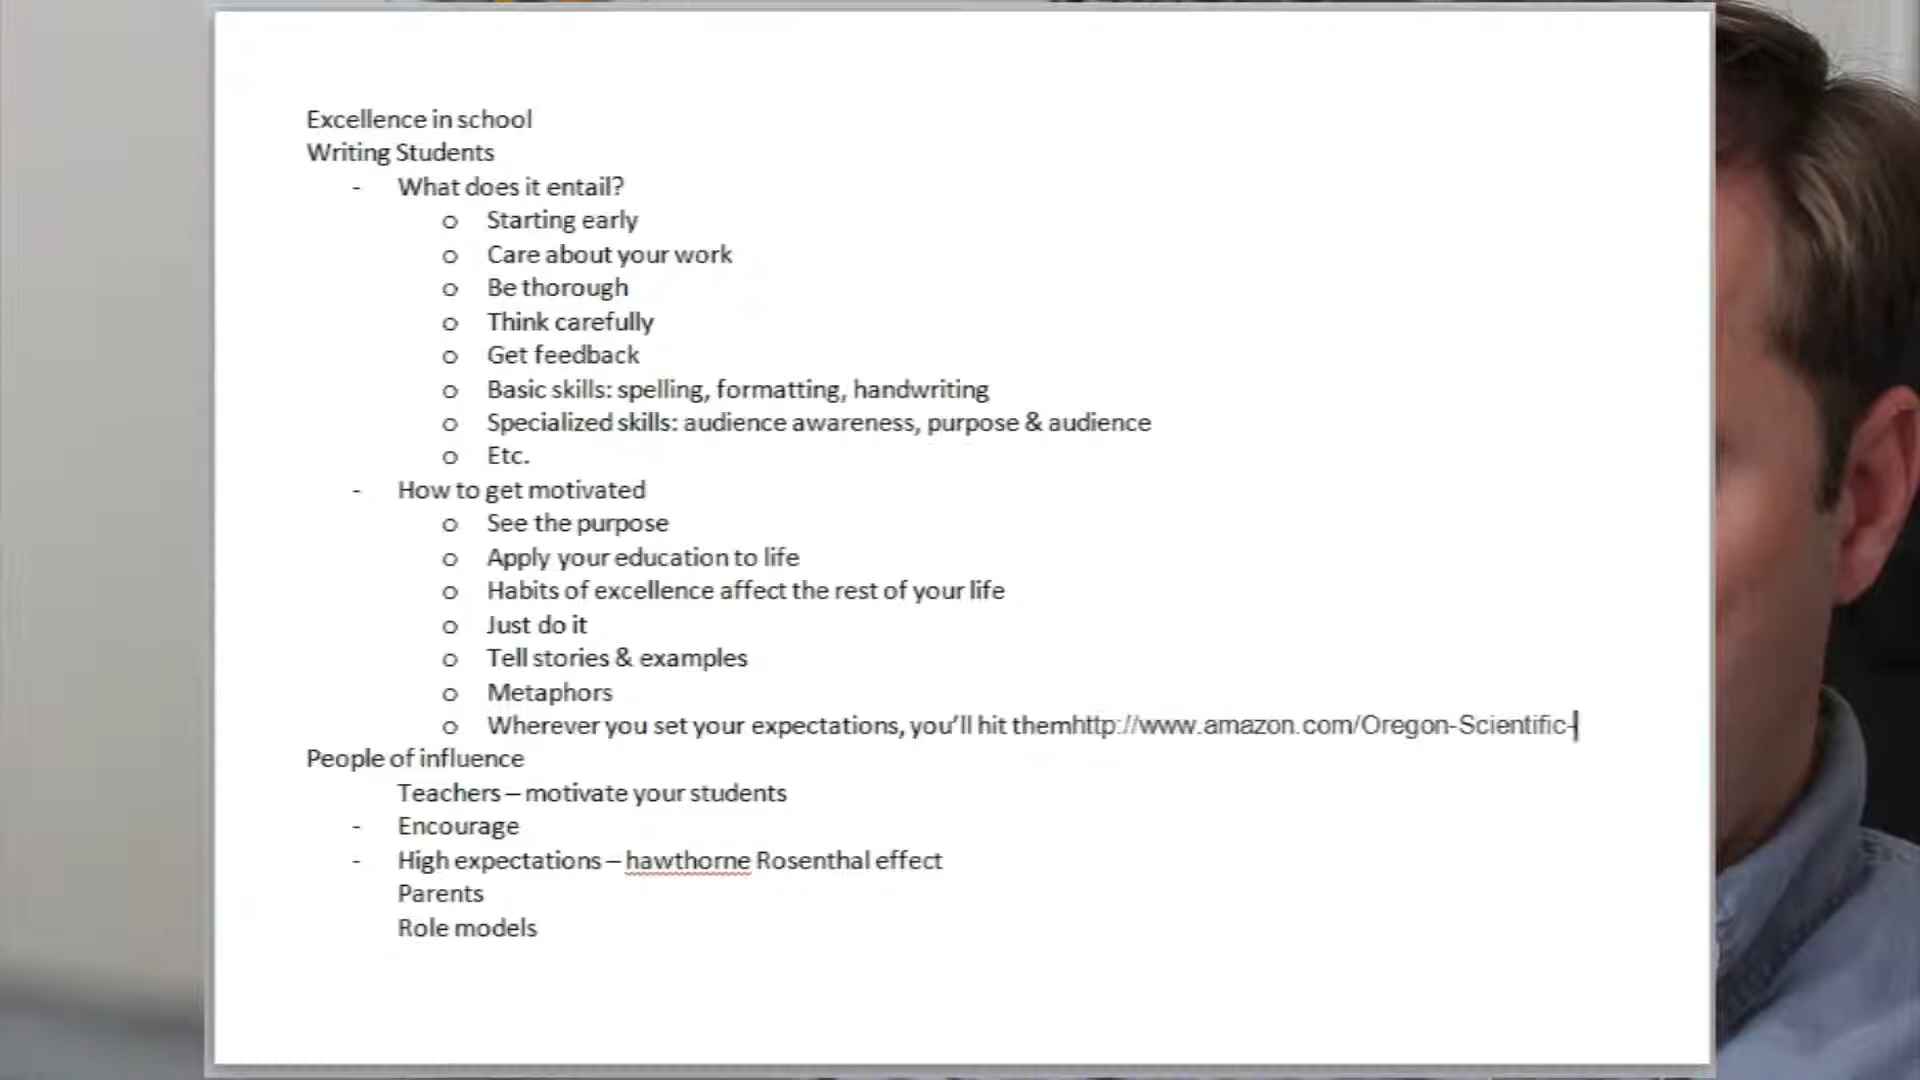 Excellence in school
Writing Students
- What does it entail?
o Starting early
o Care about your work
o Be thorough
o Think carefully
o Get feedback
o Basic skills: spelling, formatting, handwriting
o Specialized skills: audience awareness, purpose & audience
o Etc.
- How to get motivated
o See the purpose
o Apply your education to life
o Habits of excellence affect the rest of your life
o Just do it
o Tell stories & examples
o Metaphors
o Wherever you set your expectations, you’ll hit themhttp://www.amazon.com/Oregon-Scientific-
People of influence
Teachers – motivate your students
- Encourage
- High expectations – hawthorne Rosenthal effect
Parents
Role models